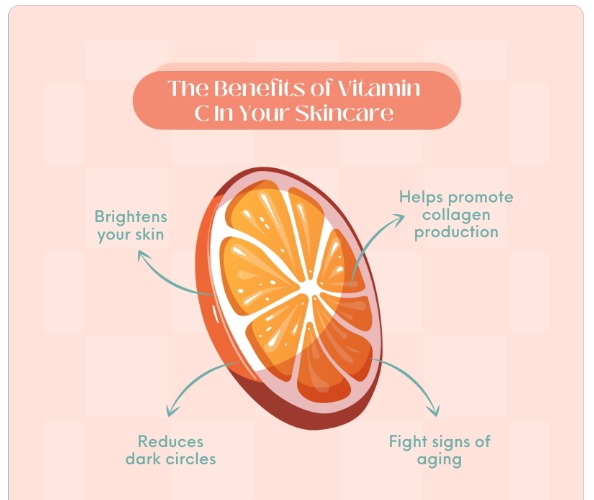 The Benefits of Vitamin
C In Your Skincare
Brightens
your skin
Helps promote
collagen
production
Reduces
dark circles
Fight signs of
aging